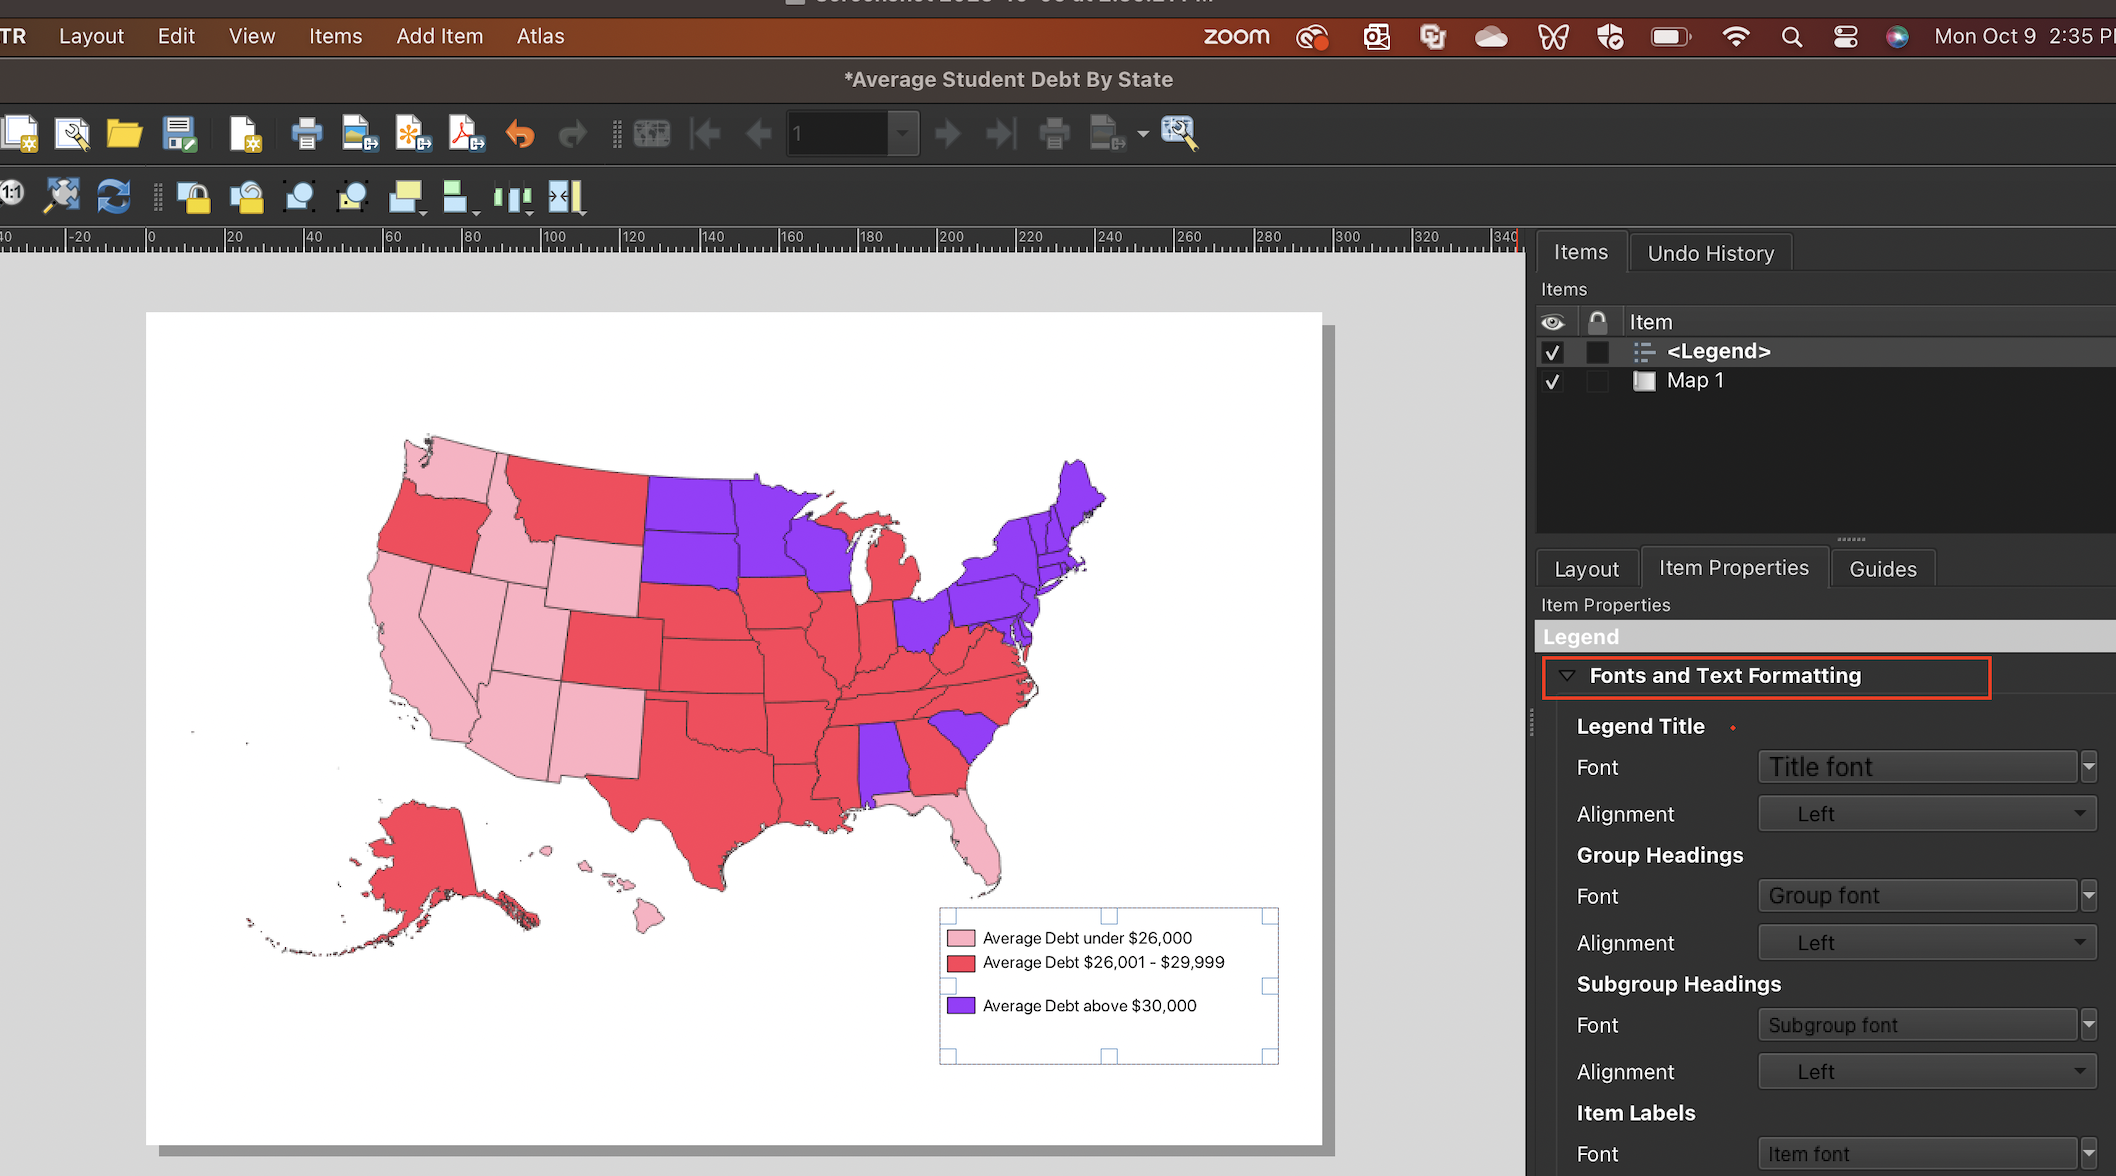 TR Layout Edit View Items Add Item Atlas zoom Mon Oct 9 2:35 P
*Average Student Debt By State
1
1:1
40 -20 0 20 40 60 80 100 120 140 160 180 200 220 240 260 280 300 320 340
Items Undo History
Items
Item
<Legend>
Map 1
Layout Item Properties Guides
Item Properties
Legend
Fonts and Text Formatting
Legend Title
Font Title font
Alignment Left
Group Headings
Font Group font
Alignment Left
Subgroup Headings
Font Subgroup font
Alignment Left
Item Labels
Font Item font
Average Debt under $26,000
Average Debt $26,001 - $29,999
Average Debt above $30,000